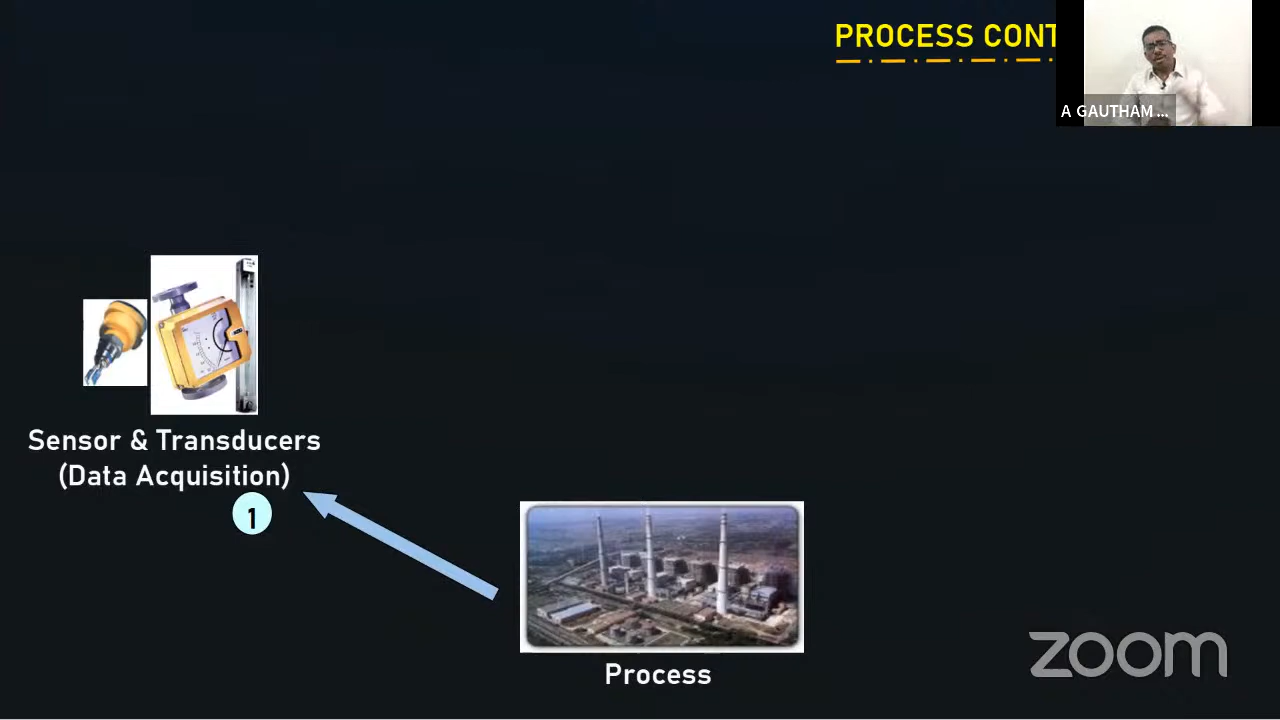 PROCESS CONT
A GAUTHAM ...
Sensor & Transducers
(Data Acquisition)
1
Process
zoom